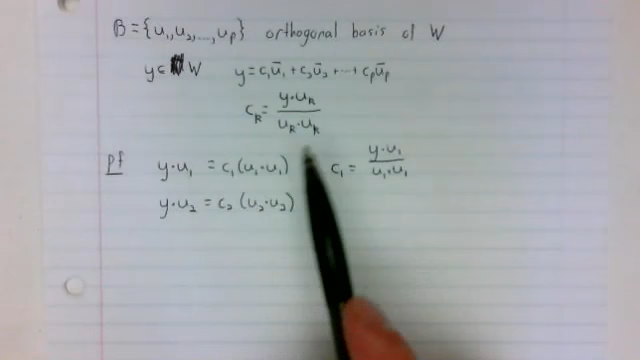 B = {u₁, u₂, ..., uₚ} orthogonal basis of W
y ∈ W y = c₁ū₁ + c₂ū₂ + ... + cₚūₚ
cₖ = y·uₖ / uₖ·uₖ
pf y·u₁ = c₁(u₁·u₁) c₁ = y·u₁ / u₁·u₁
y·u₂ = c₂(u₂·u₂)